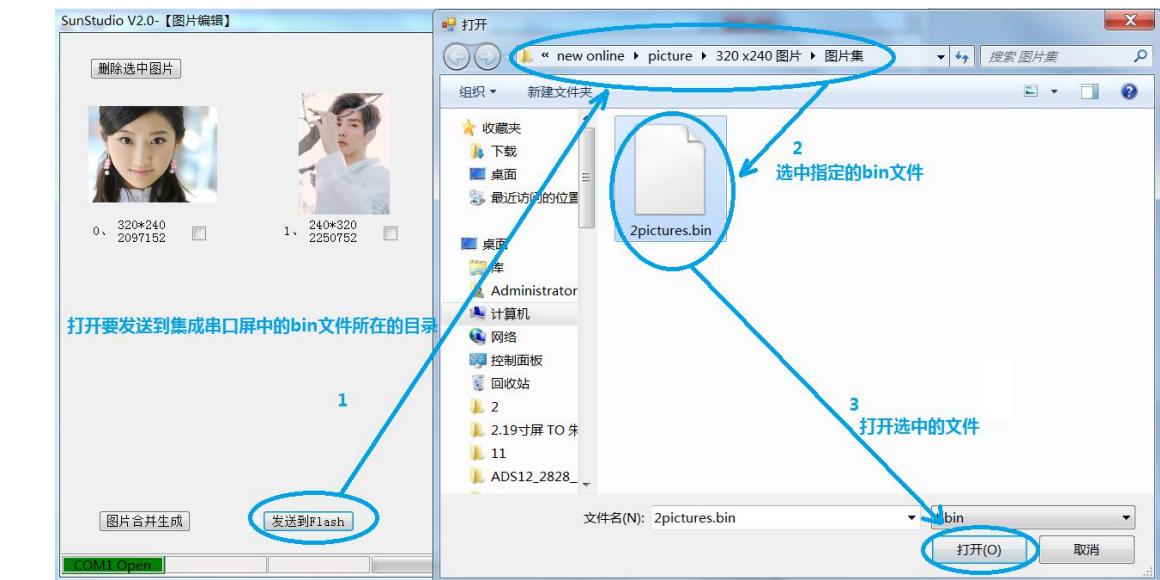 SunStudio V2.0-【图片编辑】
删除选中图片
0、 320*240
2097152
1、 240*320
2250752
打开要发送到集成串口屏中的bin文件所在的目录
1
图片合并生成
发送到Flash
COM1 Open
打开
« new online ▸ picture ▸ 320 x240 图片 ▸ 图片集
搜索 图片集
组织
新建文件夹
收藏夹
下载
桌面
最近访问的位置
桌面
库
Administrator
计算机
网络
控制面板
回收站
2
2.19寸屏 TO 朱
11
ADS12_2828_
2pictures.bin
2
选中指定的bin文件
3
打开选中的文件
文件名(N): 2pictures.bin
bin
打开(O)
取消